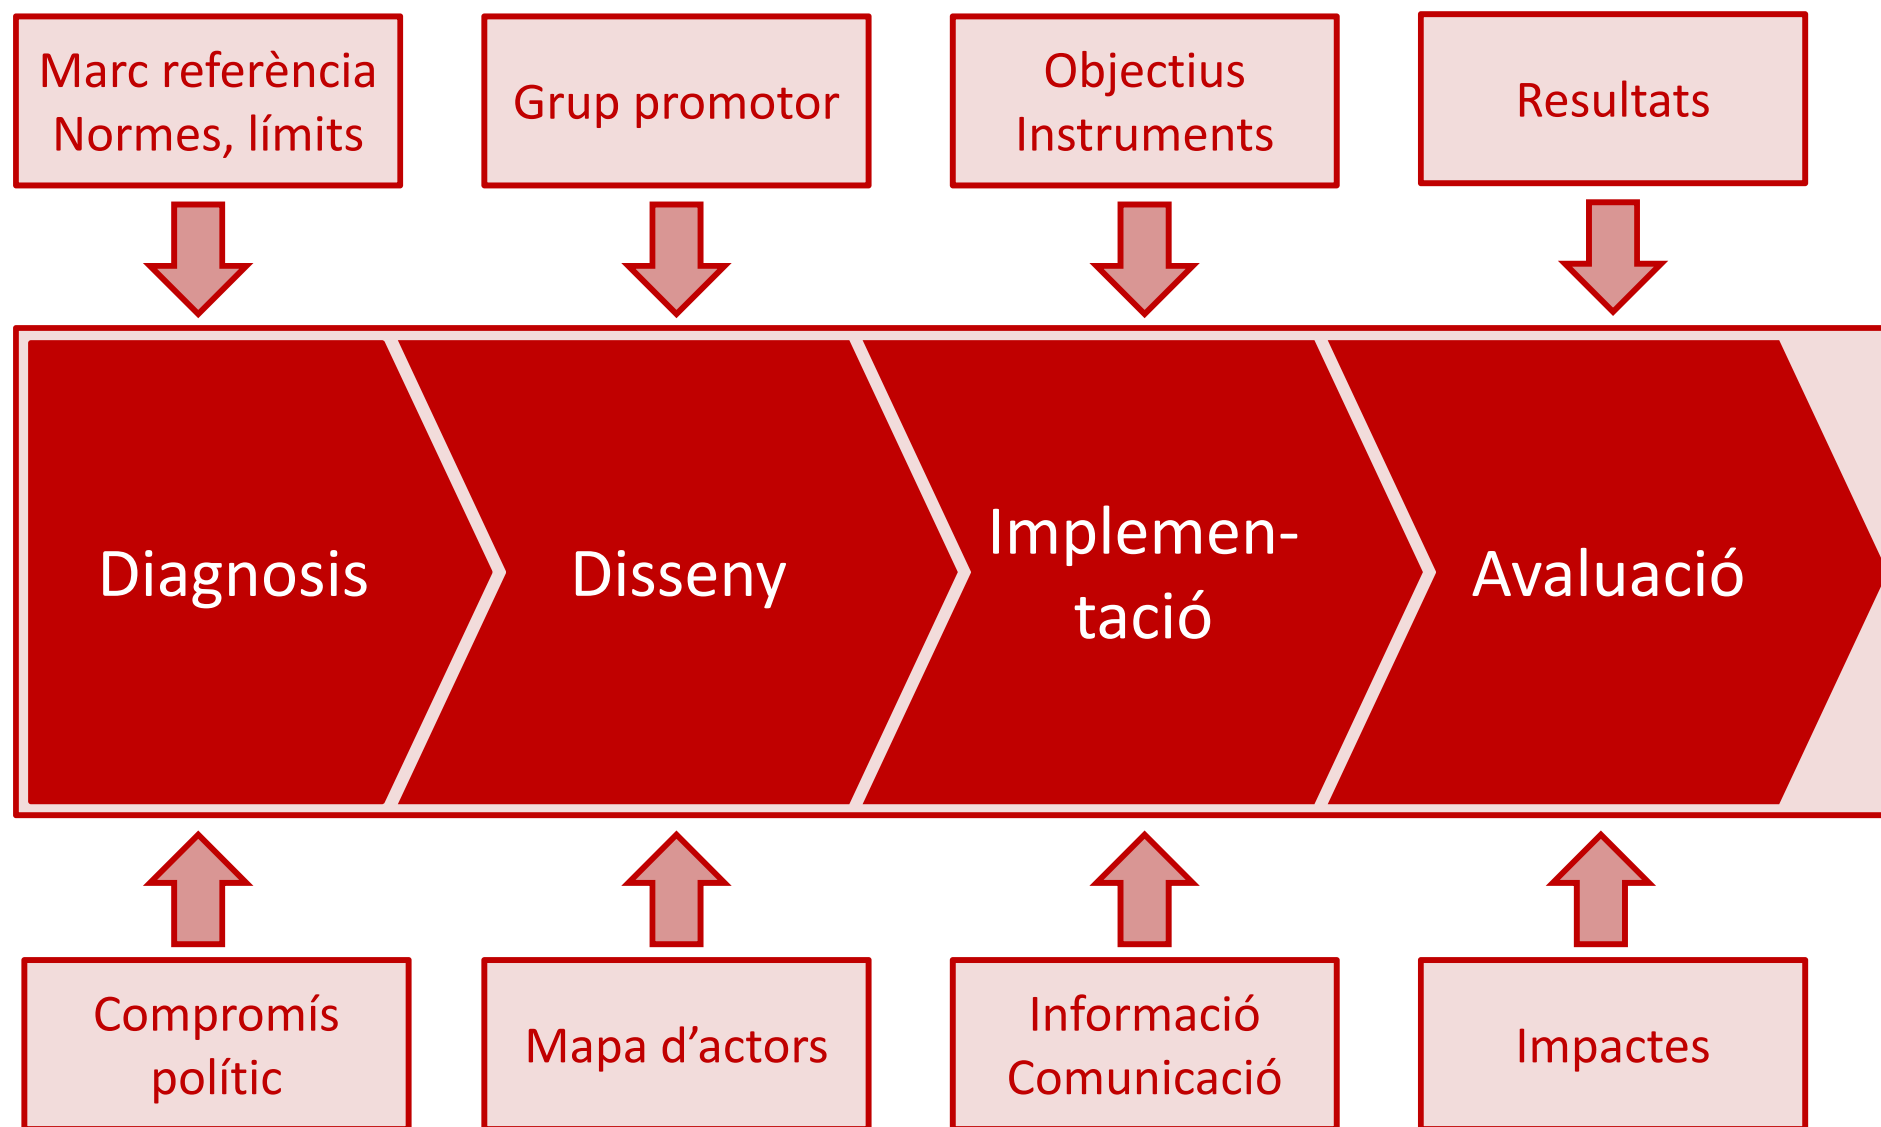 Marc referència
Normes, límits
Grup promotor
Objectius
Instruments
Resultats
Diagnosis
Disseny
Implemen-
tació
Avaluació
Compromís
polític
Mapa d’actors
Informació
Comunicació
Impactes